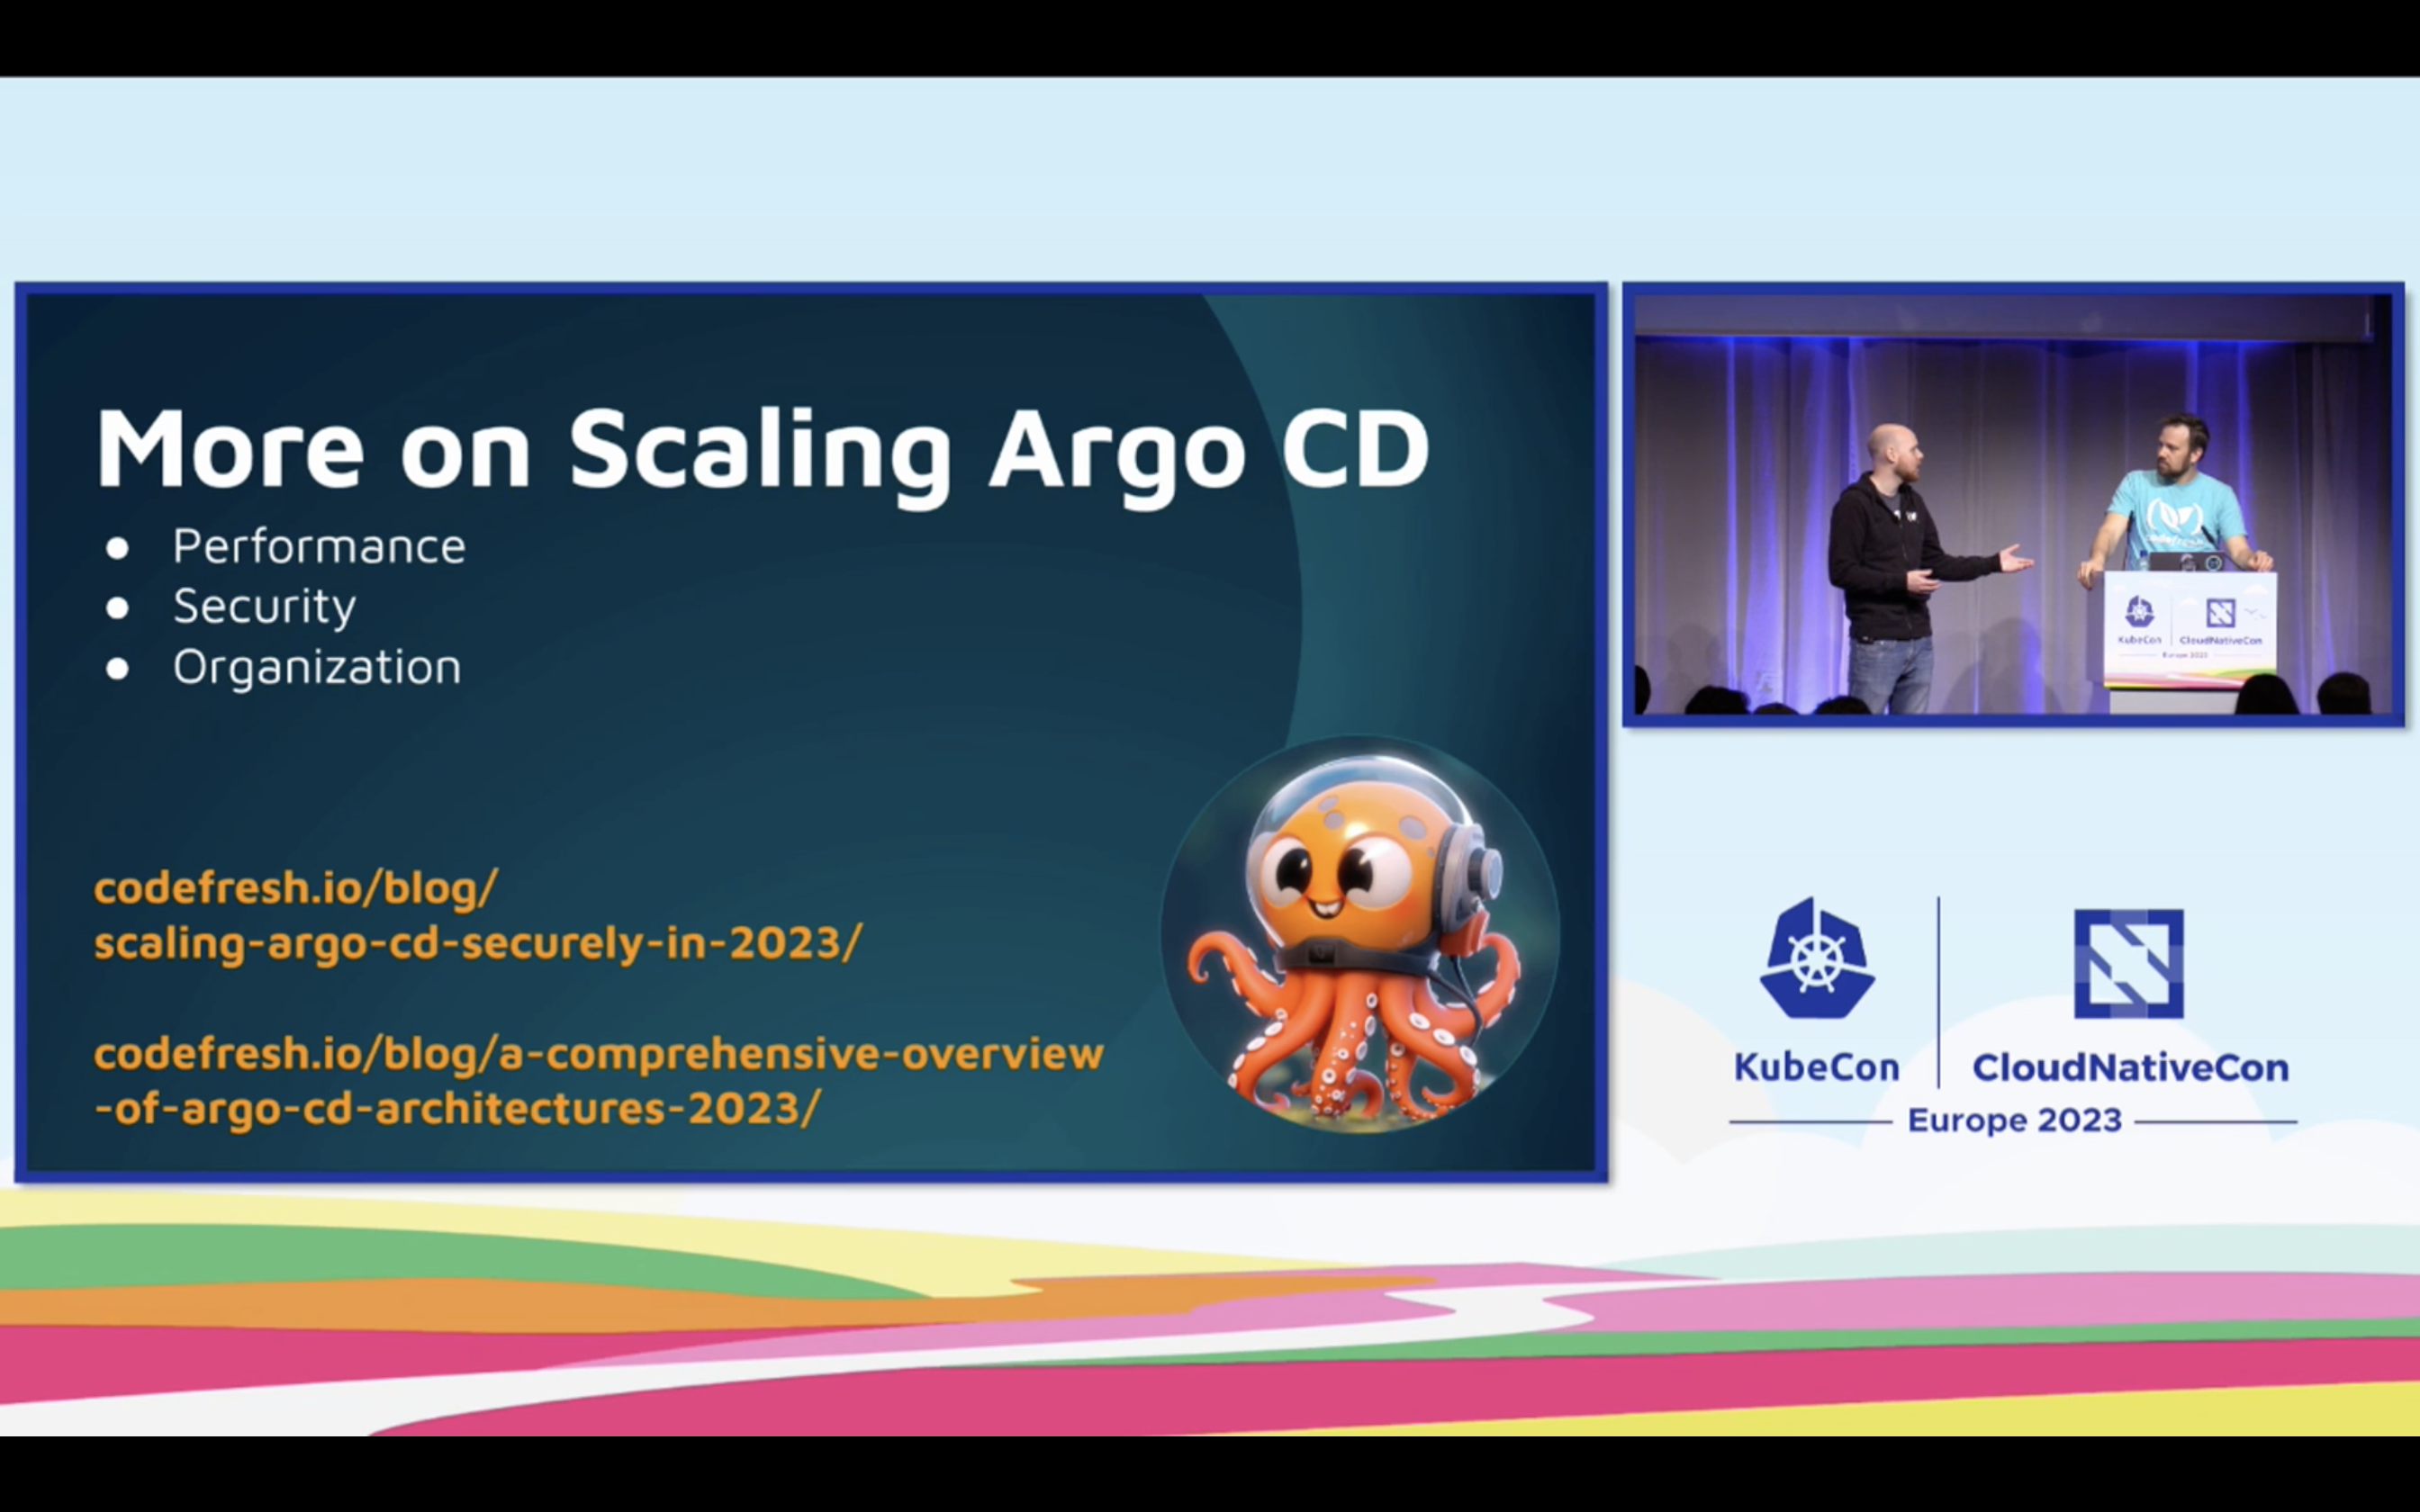 More on Scaling Argo CD
● Performance
● Security
● Organization
codefresh.io/blog/
scaling-argo-cd-securely-in-2023/
codefresh.io/blog/a-comprehensive-overview
-of-argo-cd-architectures-2023/
codefresh
KubeCon CloudNativeCon
Europe 2023
KubeCon CloudNativeCon
Europe 2023